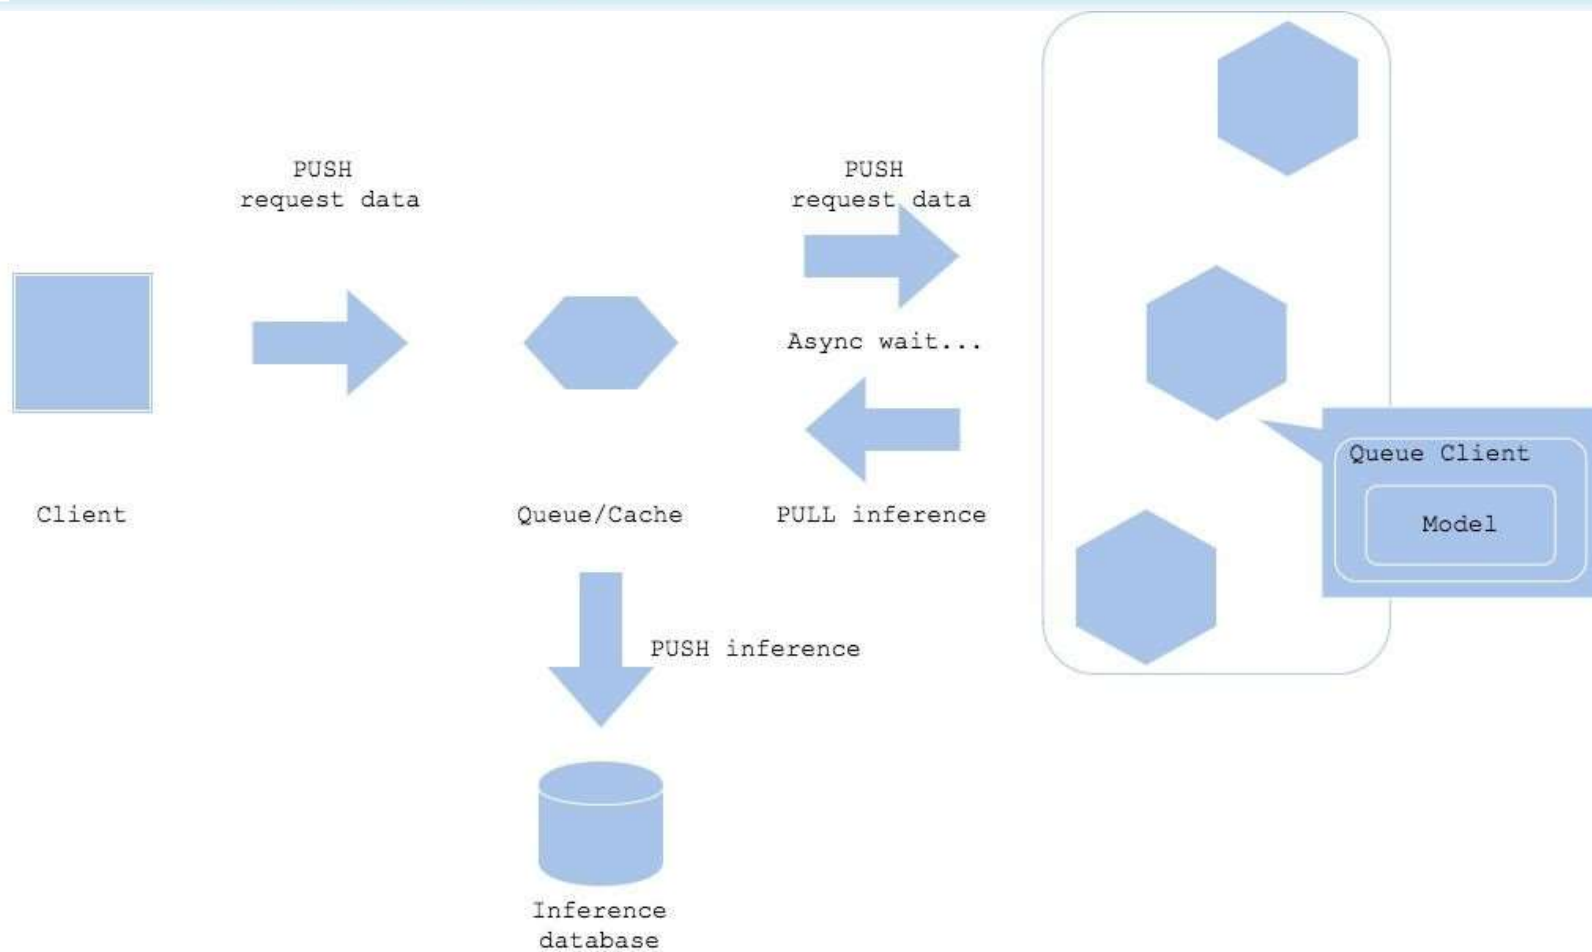 PUSH
request data
PUSH
request data
Async wait...
Queue Client
Model
Client
Queue/Cache
PULL inference
PUSH inference
Inference
database